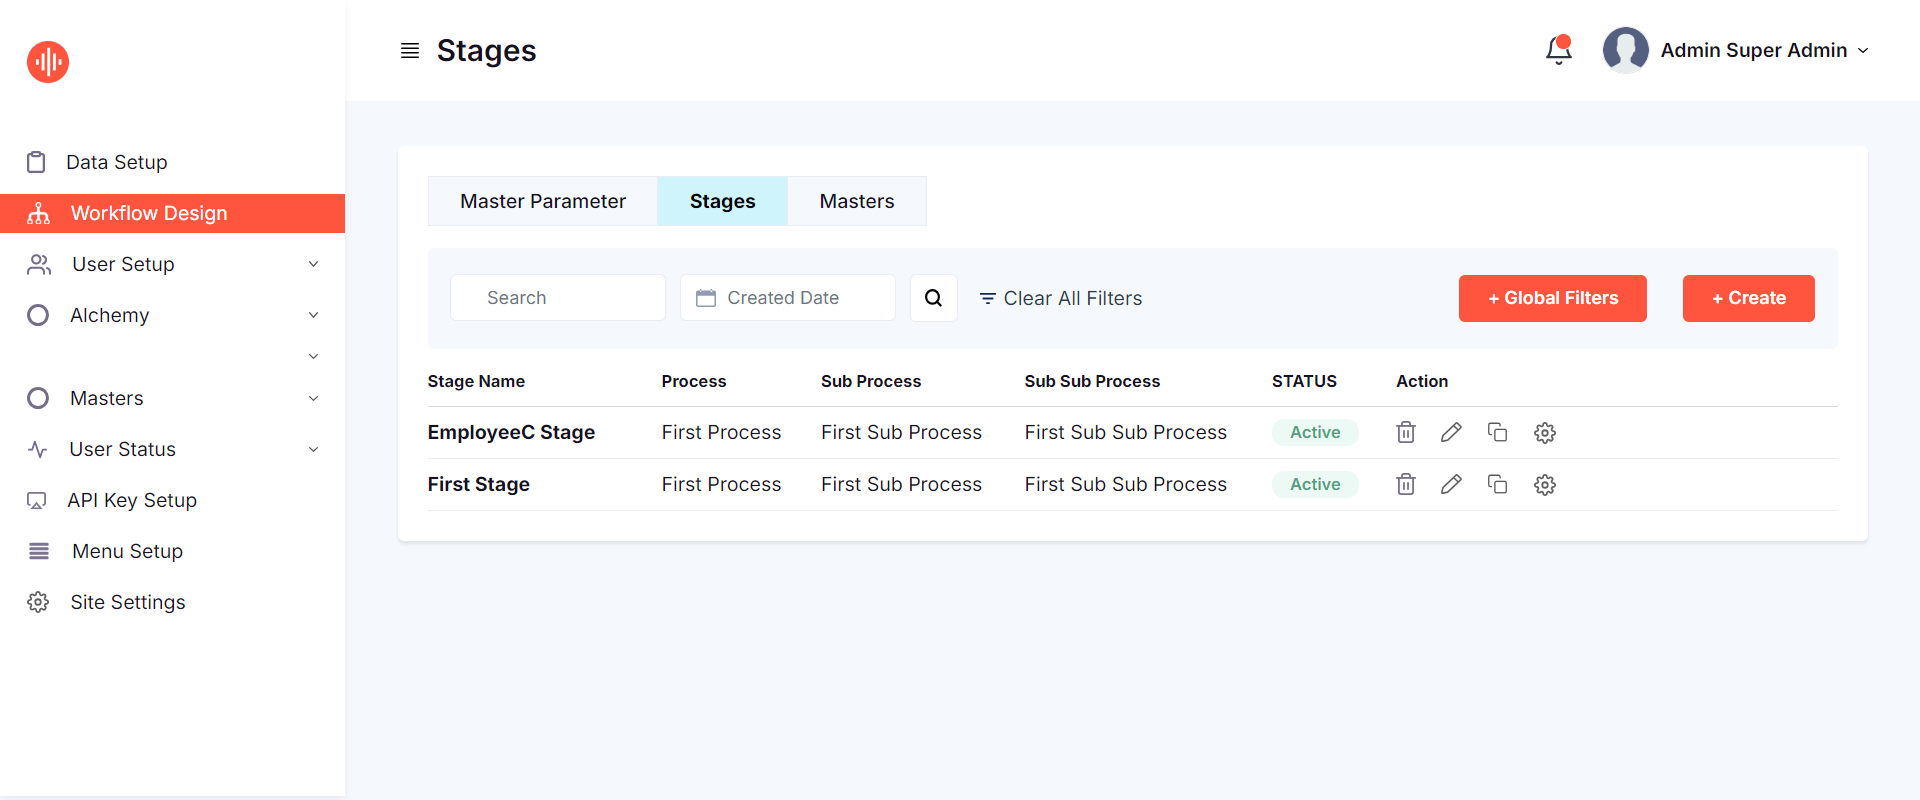 Stages
Admin Super Admin
Data Setup
Workflow Design
User Setup
Alchemy
Masters
User Status
API Key Setup
Menu Setup
Site Settings
Master Parameter Stages Masters
Search Created Date Clear All Filters + Global Filters + Create
Stage Name Process Sub Process Sub Sub Process STATUS Action
EmployeeC Stage First Process First Sub Process First Sub Sub Process Active
First Stage First Process First Sub Process First Sub Sub Process Active